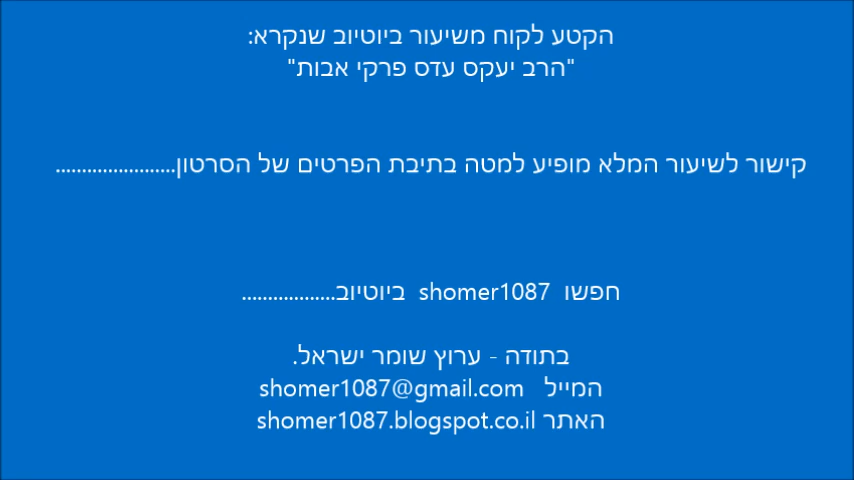 הקטע לקוח משיעור ביוטיוב שנקרא:
"הרב יעקס עדס פרקי אבות"
קישור לשיעור המלא מופיע למטה בתיבת הפרטים של הסרטון.......................
חפשו shomer1087 ביוטיוב..................
בתודה - ערוץ שומר ישראל.
המייל shomer1087@gmail.com
האתר shomer1087.blogspot.co.il